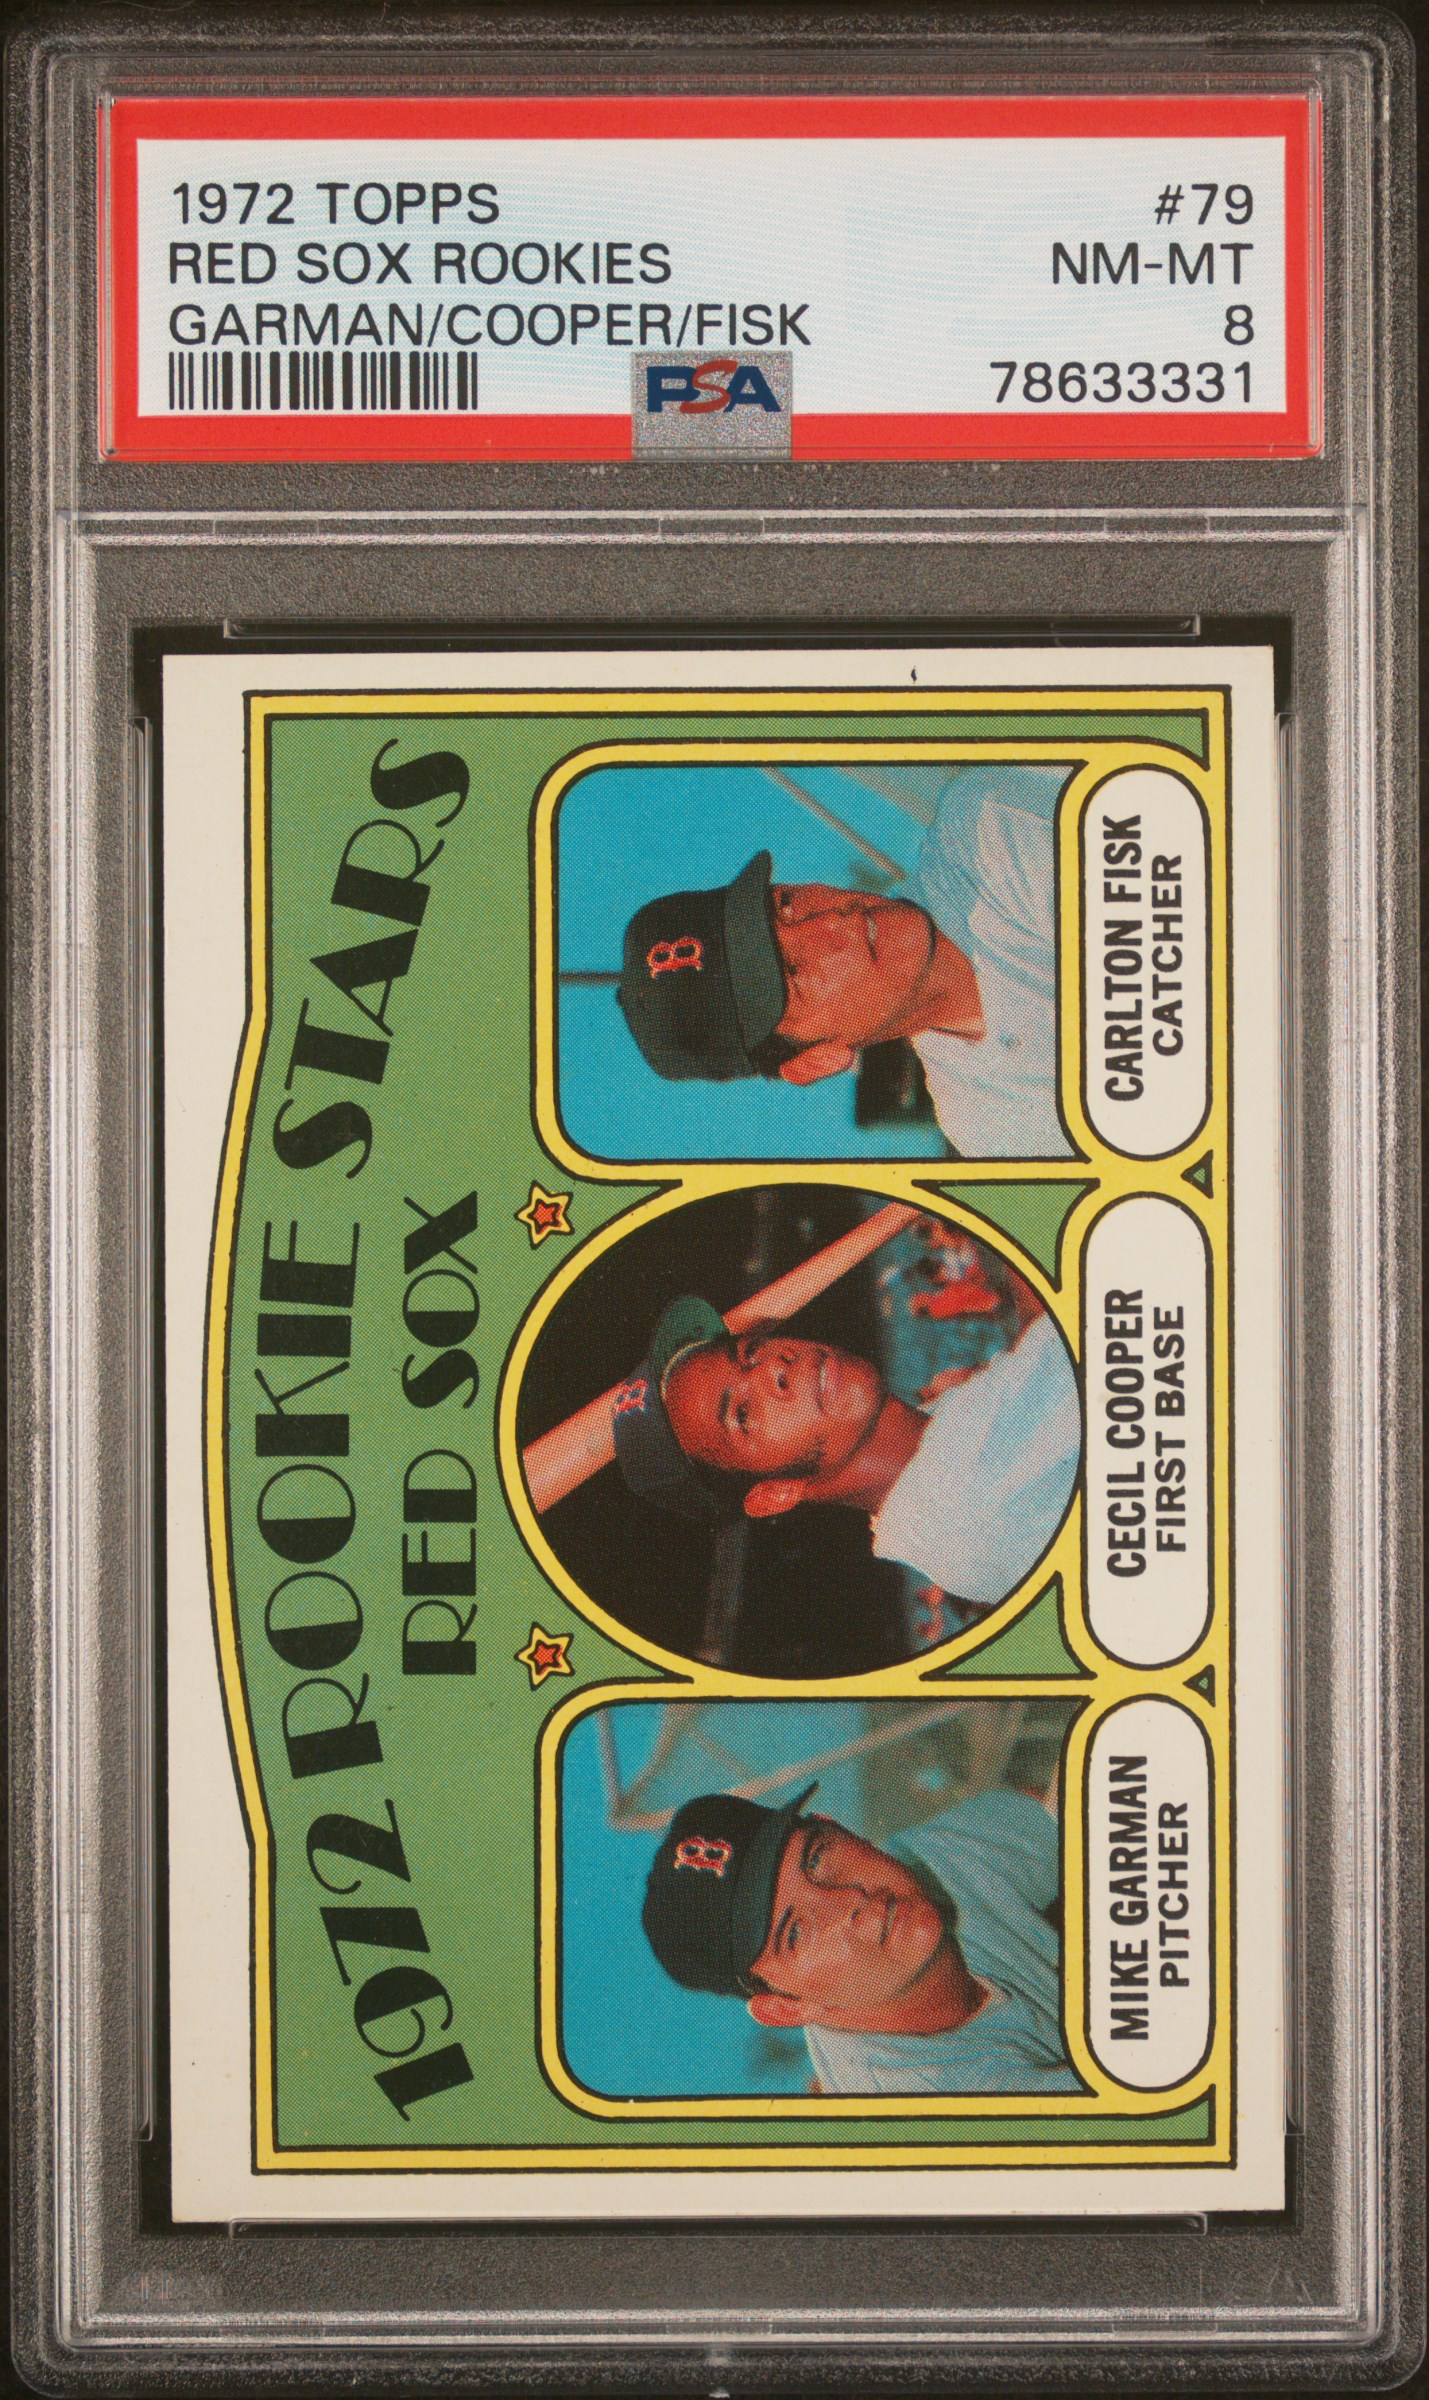 1972 TOPPS #79
RED SOX ROOKIES NM-MT
GARMAN/COOPER/FISK 8
PSA 78633331
1972 ROOKIE STARS
RED SOX
B
B
B
MIKE GARMAN
PITCHER
CECIL COOPER
FIRST BASE
CARLTON FISK
CATCHER